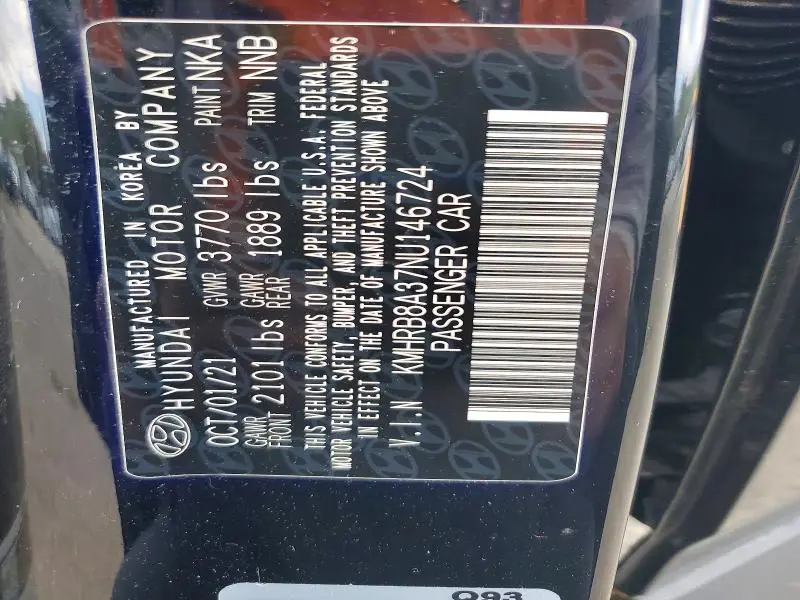 MANUFACTURED IN KOREA BY
HYUNDAI MOTOR COMPANY
OCT/01/21 GVWR 3770 lbs PAINT NKA
GAWR FRONT 2101 lbs GAWR REAR 1889 lbs TRIM NNB
THIS VEHICLE CONFORMS TO ALL APPLICABLE U.S.A. FEDERAL
MOTOR VEHICLE SAFETY, BUMPER, AND THEFT PREVENTION STANDARDS
IN EFFECT ON THE DATE OF MANUFACTURE SHOWN ABOVE
V.I.N KMHRB8A37NU146724
PASSENGER CAR